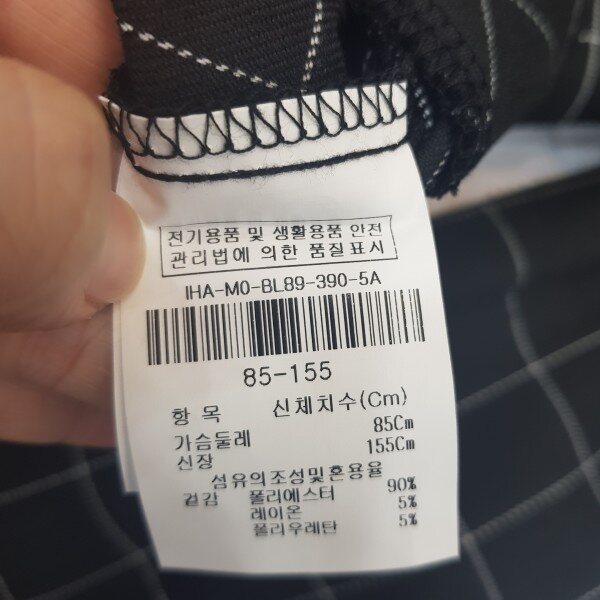 전기용품 및 생활용품 안전
관리법에 의한 품질표시
IHA-M0-BL89-390-5A
85-155
항 목 신체치수(Cm)
가슴둘레 85Cm
신장 155Cm
섬유의조성및혼용율
겉감 폴리에스터 90%
레이온 5%
폴리우레탄 5%